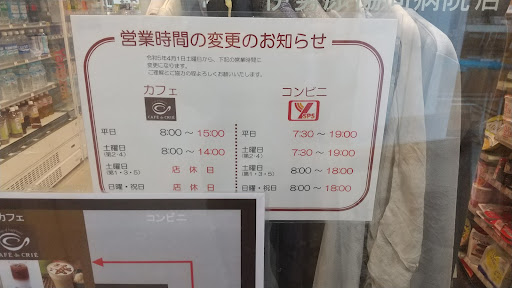 営業時間の変更のお知らせ
令和5年4月1日土曜日から、下記の営業時間に
変更に致します。
ご理解とご協力の程よろしくお願いいたします。
カフェ
CAFÉ de CRIÉ
平日 8:00 ~ 15:00
土曜日(第2・4) 8:00 ~ 14:00
土曜日(第1・3・5) 店休日
日曜・祝日 店休日
コンビニ
Y SPS
平日 7:30 ~ 19:00
土曜日(第2・4) 7:30 ~ 19:00
土曜日(第1・3・5) 8:00 ~ 18:00
日曜・祝日 8:00 ~ 18:00
カフェ
コンビニ
CAFÉ de CRIÉ